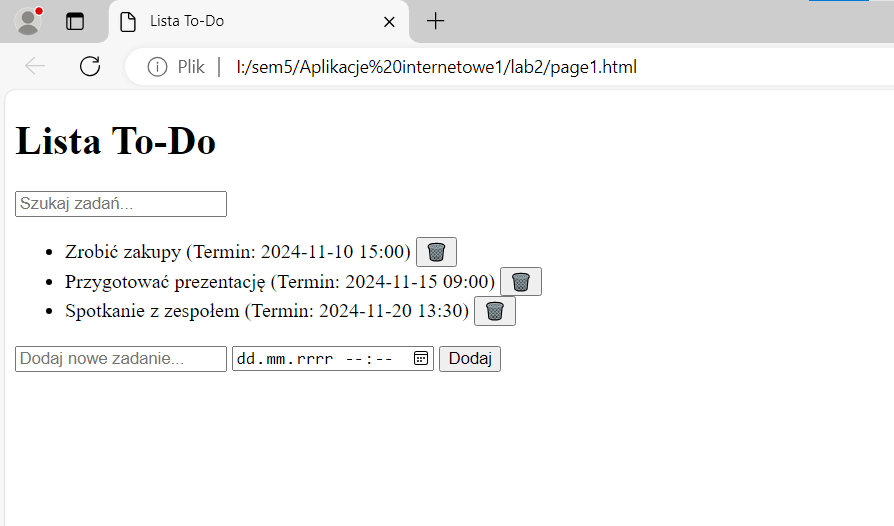 Lista To-Do
Plik | I:/sem5/Aplikacje%20internetowe1/lab2/page1.html
Lista To-Do
Szukaj zadań...
• Zrobić zakupy (Termin: 2024-11-10 15:00)
• Przygotować prezentację (Termin: 2024-11-15 09:00)
• Spotkanie z zespołem (Termin: 2024-11-20 13:30)
Dodaj nowe zadanie... dd.mm.rrrr --:-- Dodaj